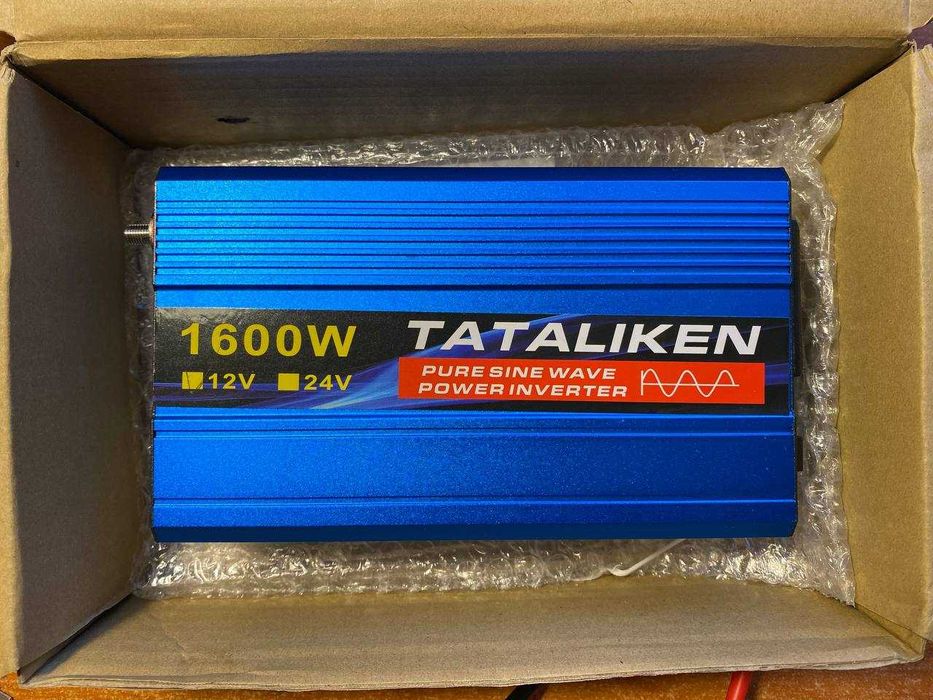 1600W
12V 24V
TATALIKEN
PURE SINE WAVE
POWER INVERTER